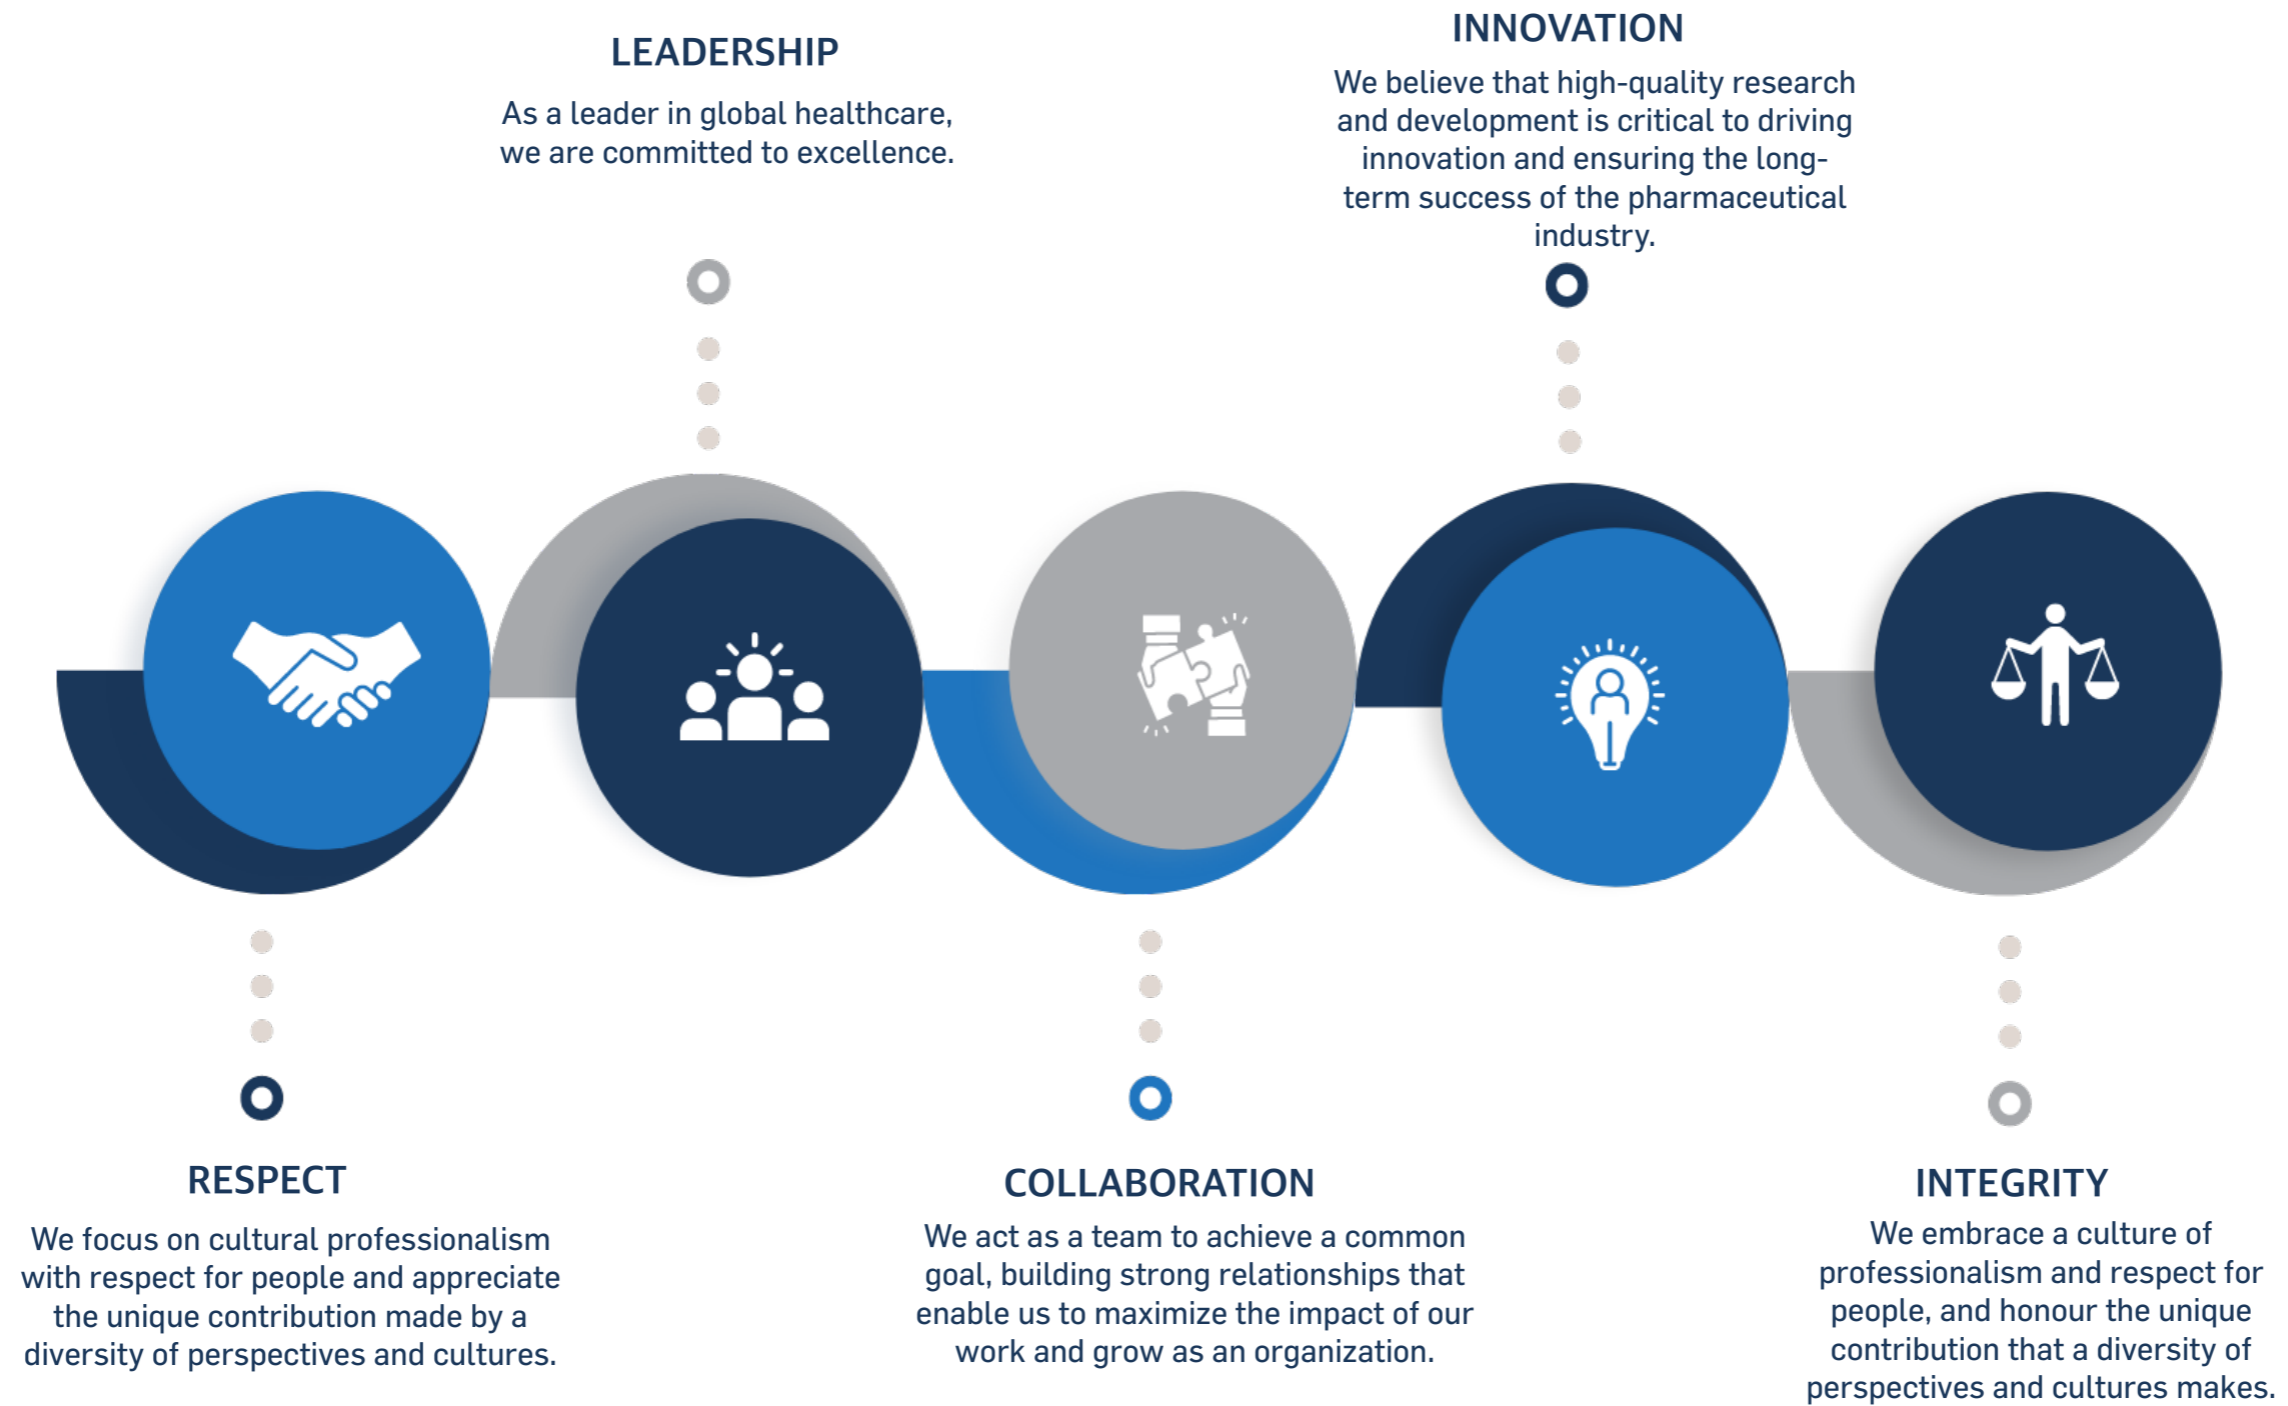 LEADERSHIP
As a leader in global healthcare,
we are committed to excellence.
INNOVATION
We believe that high-quality research
and development is critical to driving
innovation and ensuring the long-
term success of the pharmaceutical
industry.
RESPECT
We focus on cultural professionalism
with respect for people and appreciate
the unique contribution made by a
diversity of perspectives and cultures.
COLLABORATION
We act as a team to achieve a common
goal, building strong relationships that
enable us to maximize the impact of our
work and grow as an organization.
INTEGRITY
We embrace a culture of
professionalism and respect for
people, and honour the unique
contribution that a diversity of
perspectives and cultures makes.